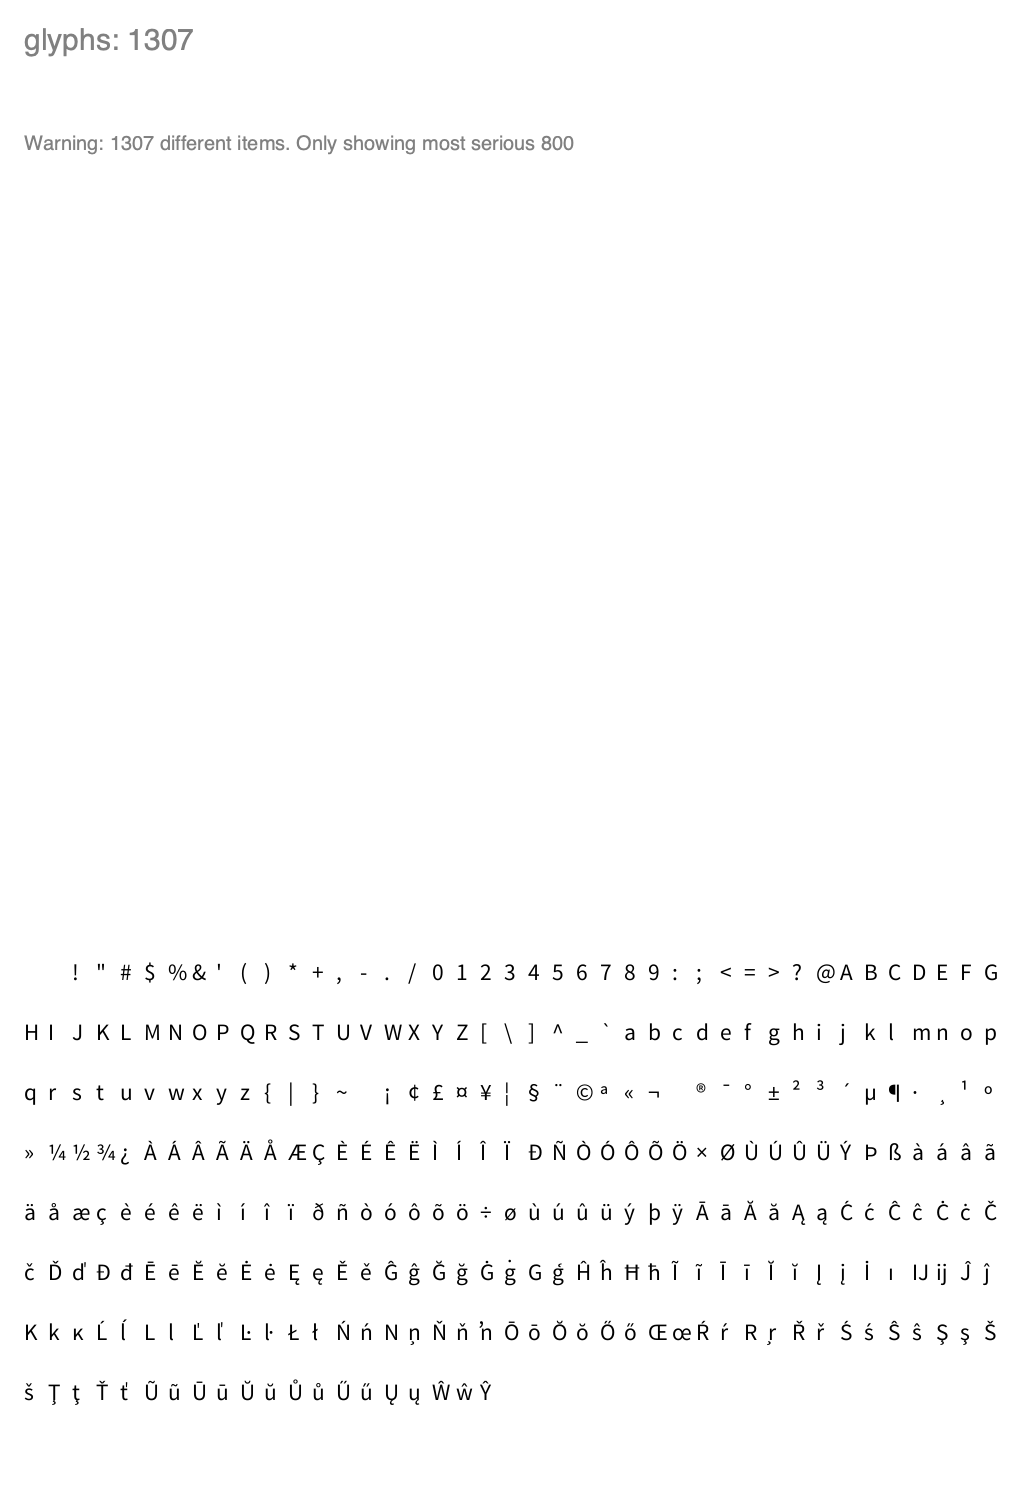 glyphs: 1307
Warning: 1307 different items. Only showing most serious 800
! " # $ % & ' ( ) * + , - . / 0 1 2 3 4 5 6 7 8 9 : ; < = > ? @ A B C D E F G
H I J K L M N O P Q R S T U V W X Y Z [ \ ] ^ _ ` a b c d e f g h i j k l m n o p
q r s t u v w x y z { | } ~ ¡ ¢ £ ¤ ¥ ¦ § ¨ © ª « ¬ ® ¯ ° ± ² ³ ´ µ ¶ · ¸ ¹ º
» ¼ ½ ¾ ¿ À Á Â Ã Ä Å Æ Ç È É Ê Ë Ì Í Î Ï Ð Ñ Ò Ó Ô Õ Ö × Ø Ù Ú Û Ü Ý Þ ß à á â ã
ä å æ ç è é ê ë ì í î ï ð ñ ò ó ô õ ö ÷ ø ù ú û ü ý þ ÿ Ā ā Ă ă Ą ą Ć ć Ĉ ĉ Ċ ċ Č
č Ď ď Đ đ Ē ē Ĕ ĕ Ė ė Ę ę Ě ě Ĝ ĝ Ğ ğ Ġ ġ G ģ Ĥ ĥ Ħ ħ Ĩ ĩ Ī ī Ĭ ĭ Į į İ ı Ĳ ĳ Ĵ ĵ
K k ĸ Ĺ ĺ L l Ľ ľ Ŀ ŀ Ł ł Ń ń N ņ Ň ň ŉ Ō ō Ŏ ŏ Ő ő Œ œ Ŕ ŕ R ŗ Ř ř Ś ś Ŝ ŝ Ş ş Š
š Ţ ţ Ť ť Ũ ũ Ū ū Ŭ ŭ Ů ů Ű ű Ų ų Ŵ ŵ Ŷ